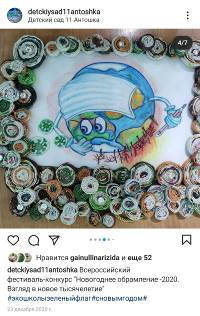 detckiysad11antoshka
Детский сад 11 Антошка
4/7
Нравится gainullinarizida и еще 52
detckiysad11antoshka Всероссийский
фестиваль-конкурс "Новогоднее обрамление -2020.
Взгляд в новое тысячелетие"
#экошколызеленыйфлаг#сновымгодом#
23 декабря 2020 г.